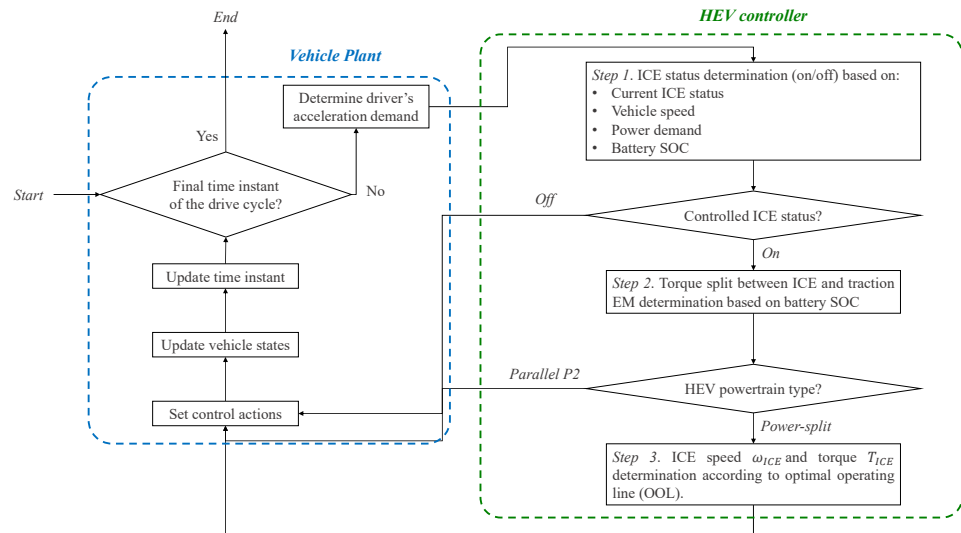 End
HEV controller
Vehicle Plant
Determine driver's
acceleration demand
Step 1. ICE status determination (on/off) based on:
• Current ICE status
• Vehicle speed
• Power demand
• Battery SOC
Yes
Start
Final time instant
of the drive cycle?
No
Off
Controlled ICE status?
On
Update time instant
Step 2. Torque split between ICE and traction
EM determination based on battery SOC
Update vehicle states
Parallel P2
HEV powertrain type?
Set control actions
Power-split
Step 3. ICE speed ω_ICE and torque T_ICE
determination according to optimal operating
line (OOL).